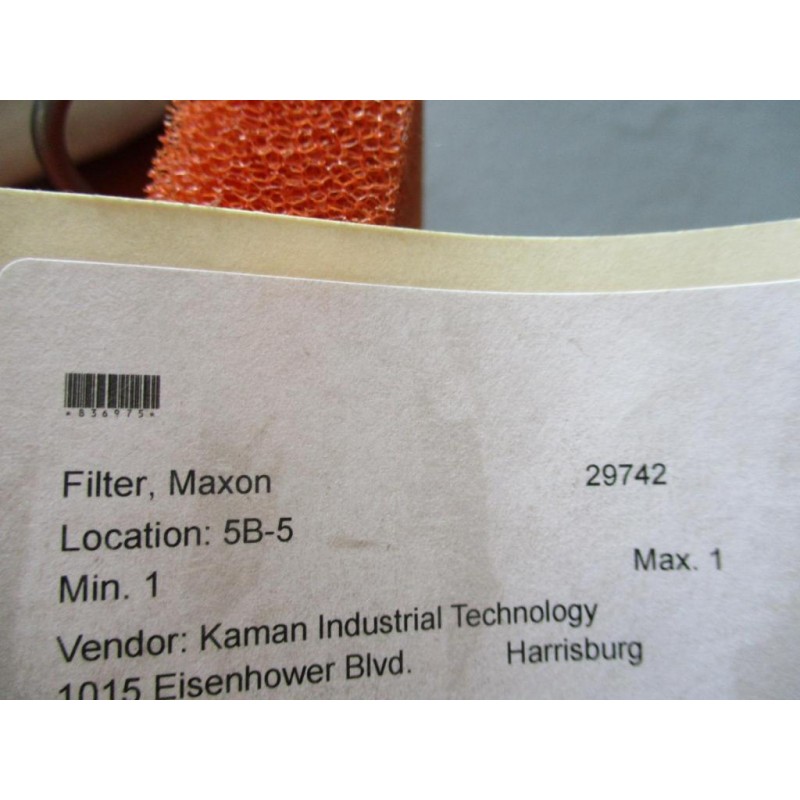 *836975*
Filter, Maxon 29742
Location: 5B-5
Min. 1 Max. 1
Vendor: Kaman Industrial Technology
1015 Eisenhower Blvd. Harrisburg